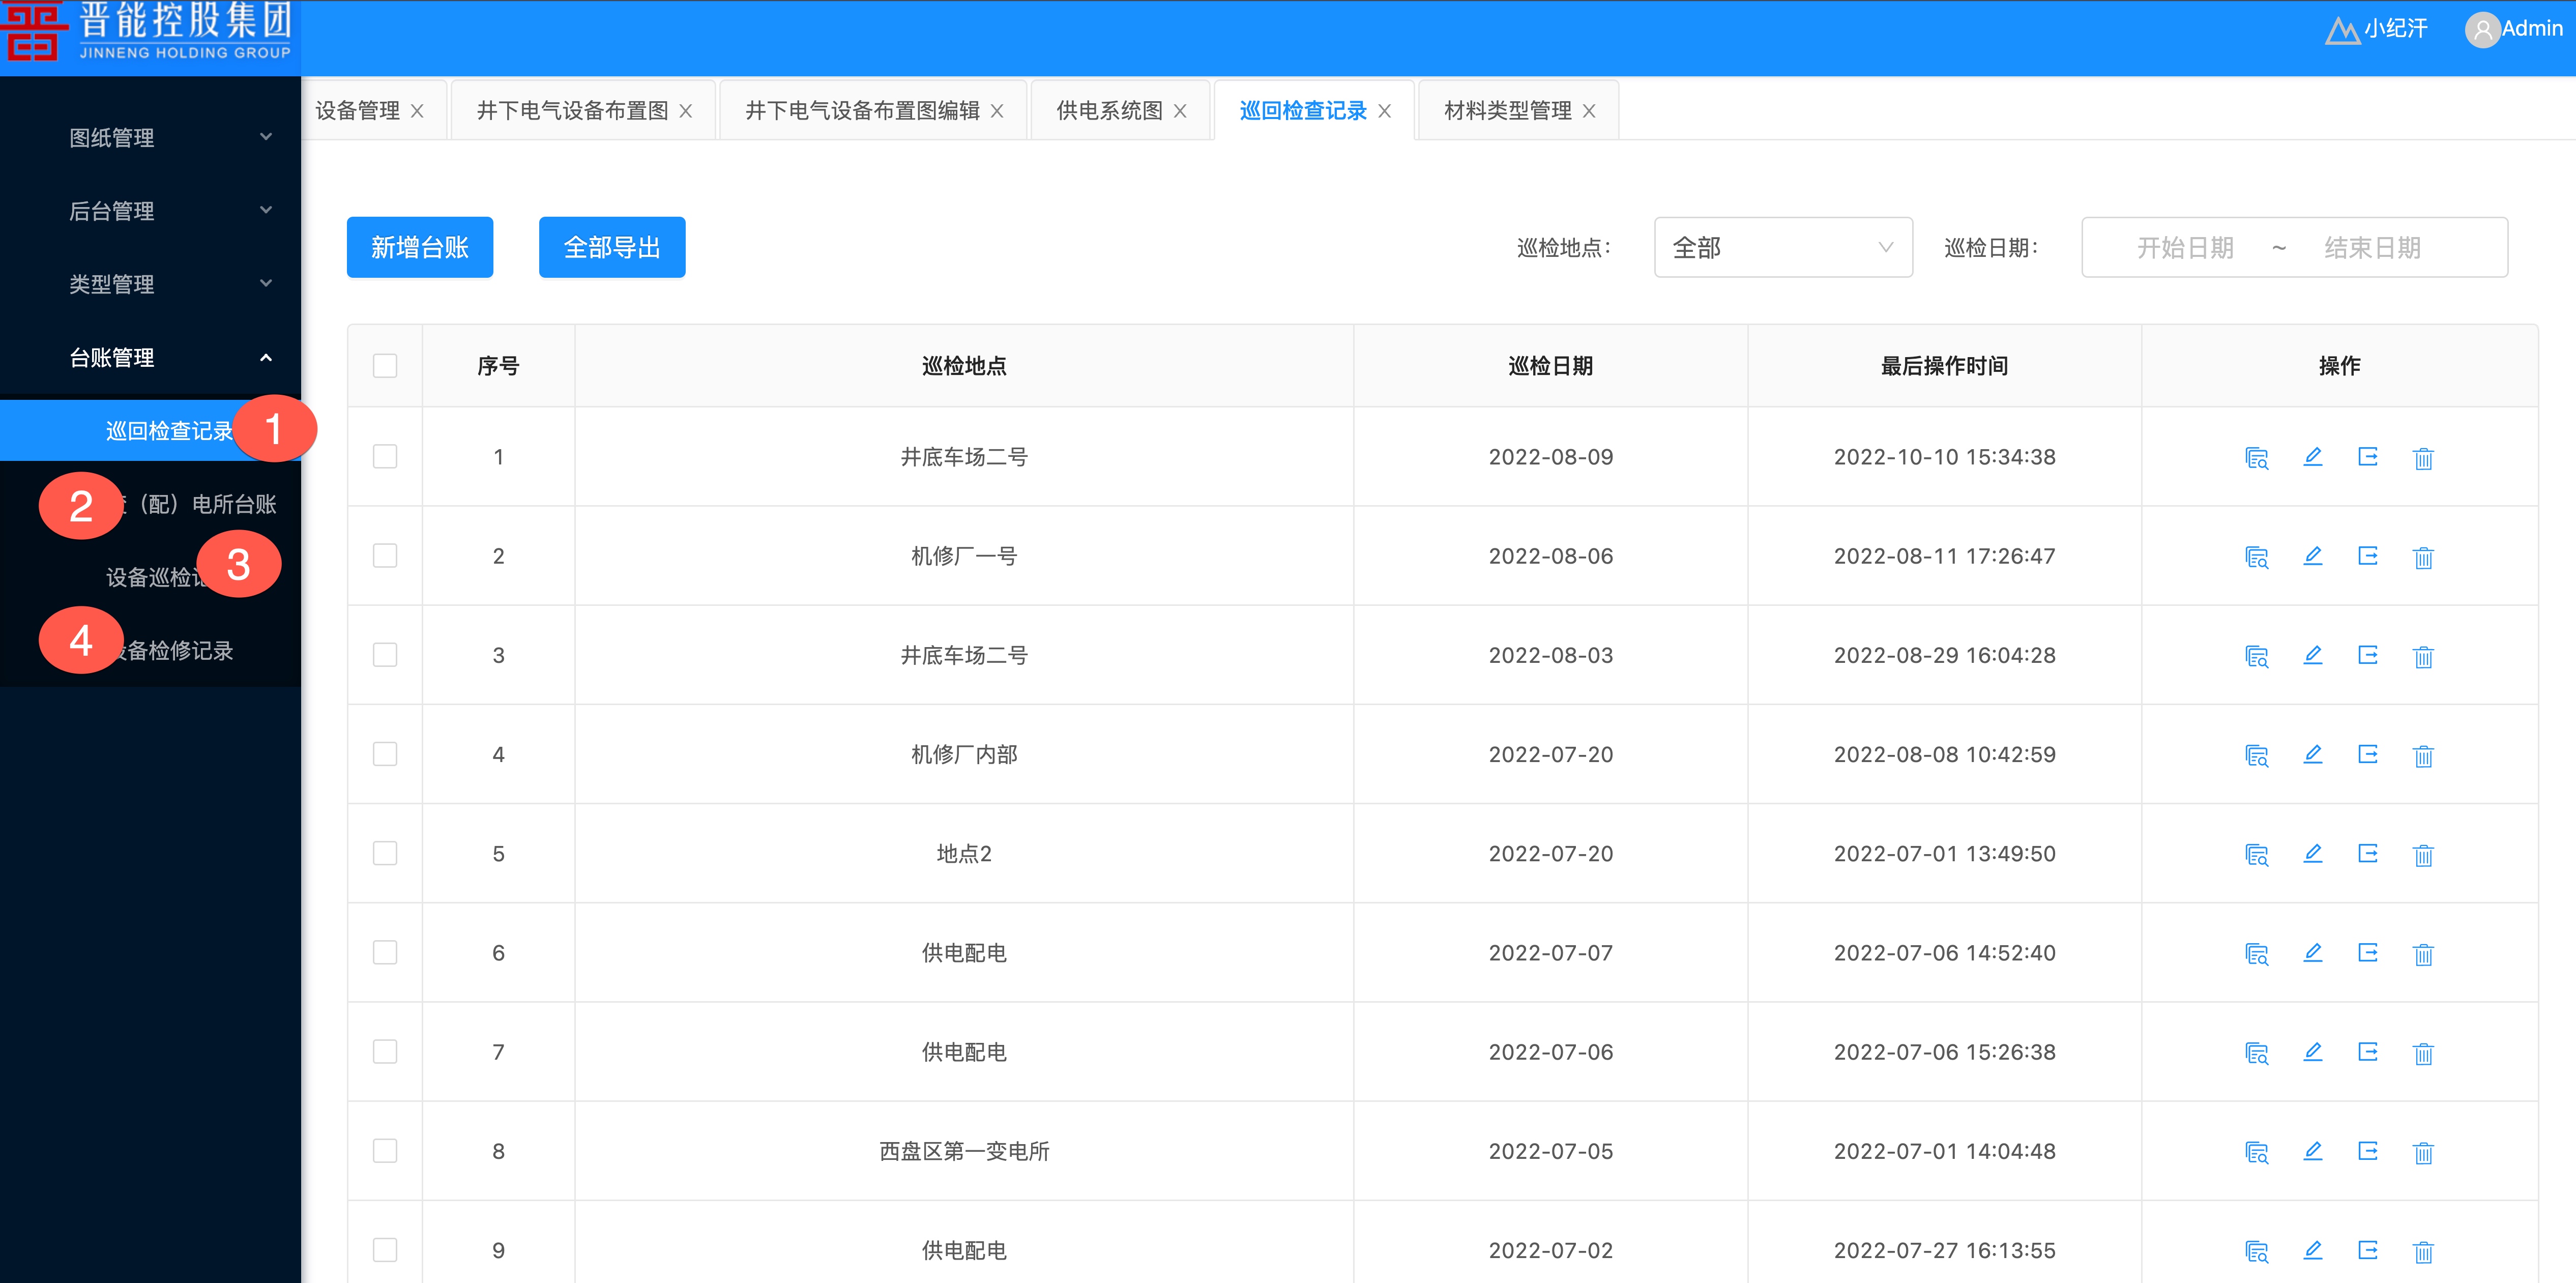 晋能控股集团
JINNENG HOLDING GROUP
小纪汗
Admin
设备管理
井下电气设备布置图
井下电气设备布置图编辑
供电系统图
巡回检查记录
材料类型管理
图纸管理
后台管理
类型管理
台账管理
巡回检查记录 1
2 （配）电所台账
设备巡检 3
4 备检修记录
新增台账
全部导出
巡检地点：
全部
巡检日期：
开始日期 ~ 结束日期
序号 巡检地点 巡检日期 最后操作时间 操作
1 井底车场二号 2022-08-09 2022-10-10 15:34:38
2 机修厂一号 2022-08-06 2022-08-11 17:26:47
3 井底车场二号 2022-08-03 2022-08-29 16:04:28
4 机修厂内部 2022-07-20 2022-08-08 10:42:59
5 地点2 2022-07-20 2022-07-01 13:49:50
6 供电配电 2022-07-07 2022-07-06 14:52:40
7 供电配电 2022-07-06 2022-07-06 15:26:38
8 西盘区第一变电所 2022-07-05 2022-07-01 14:04:48
9 供电配电 2022-07-02 2022-07-27 16:13:55